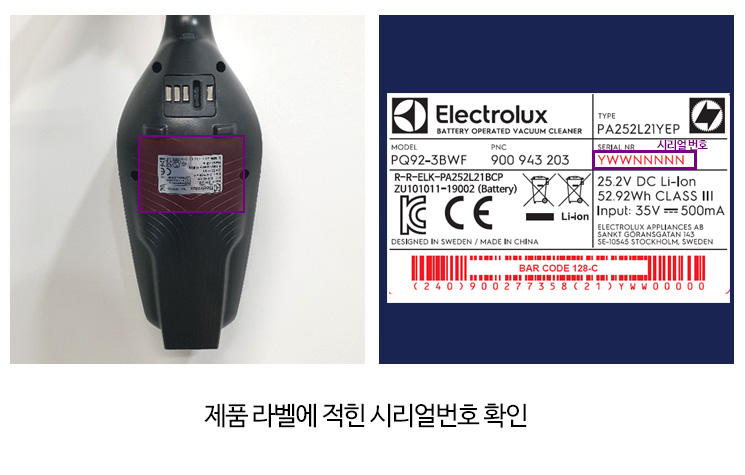 Electrolux
BATTERY OPERATED VACUUM CLEANER
TYPE
PA252L21YEP
MODEL
PQ92-3BWF
PNC
900 943 203
SERIAL NR
시리얼 번호
YWWNNNNN
R-R-ELK-PA252L21BCP
ZU101011-19002 (Battery)
25.2V DC Li-Ion
52.92Wh CLASS III
Input: 35V 500mA
Li-Ion
DESIGNED IN SWEDEN / MADE IN CHINA
ELECTROLUX APPLIANCES AB
SANKT GÖRANSGATAN 143
SE-10545 STOCKHOLM, SWEDEN
BAR CODE 128-C
(240)900277358(21)YWW00000
Electrolux
제품 라벨에 적힌 시리얼번호 확인